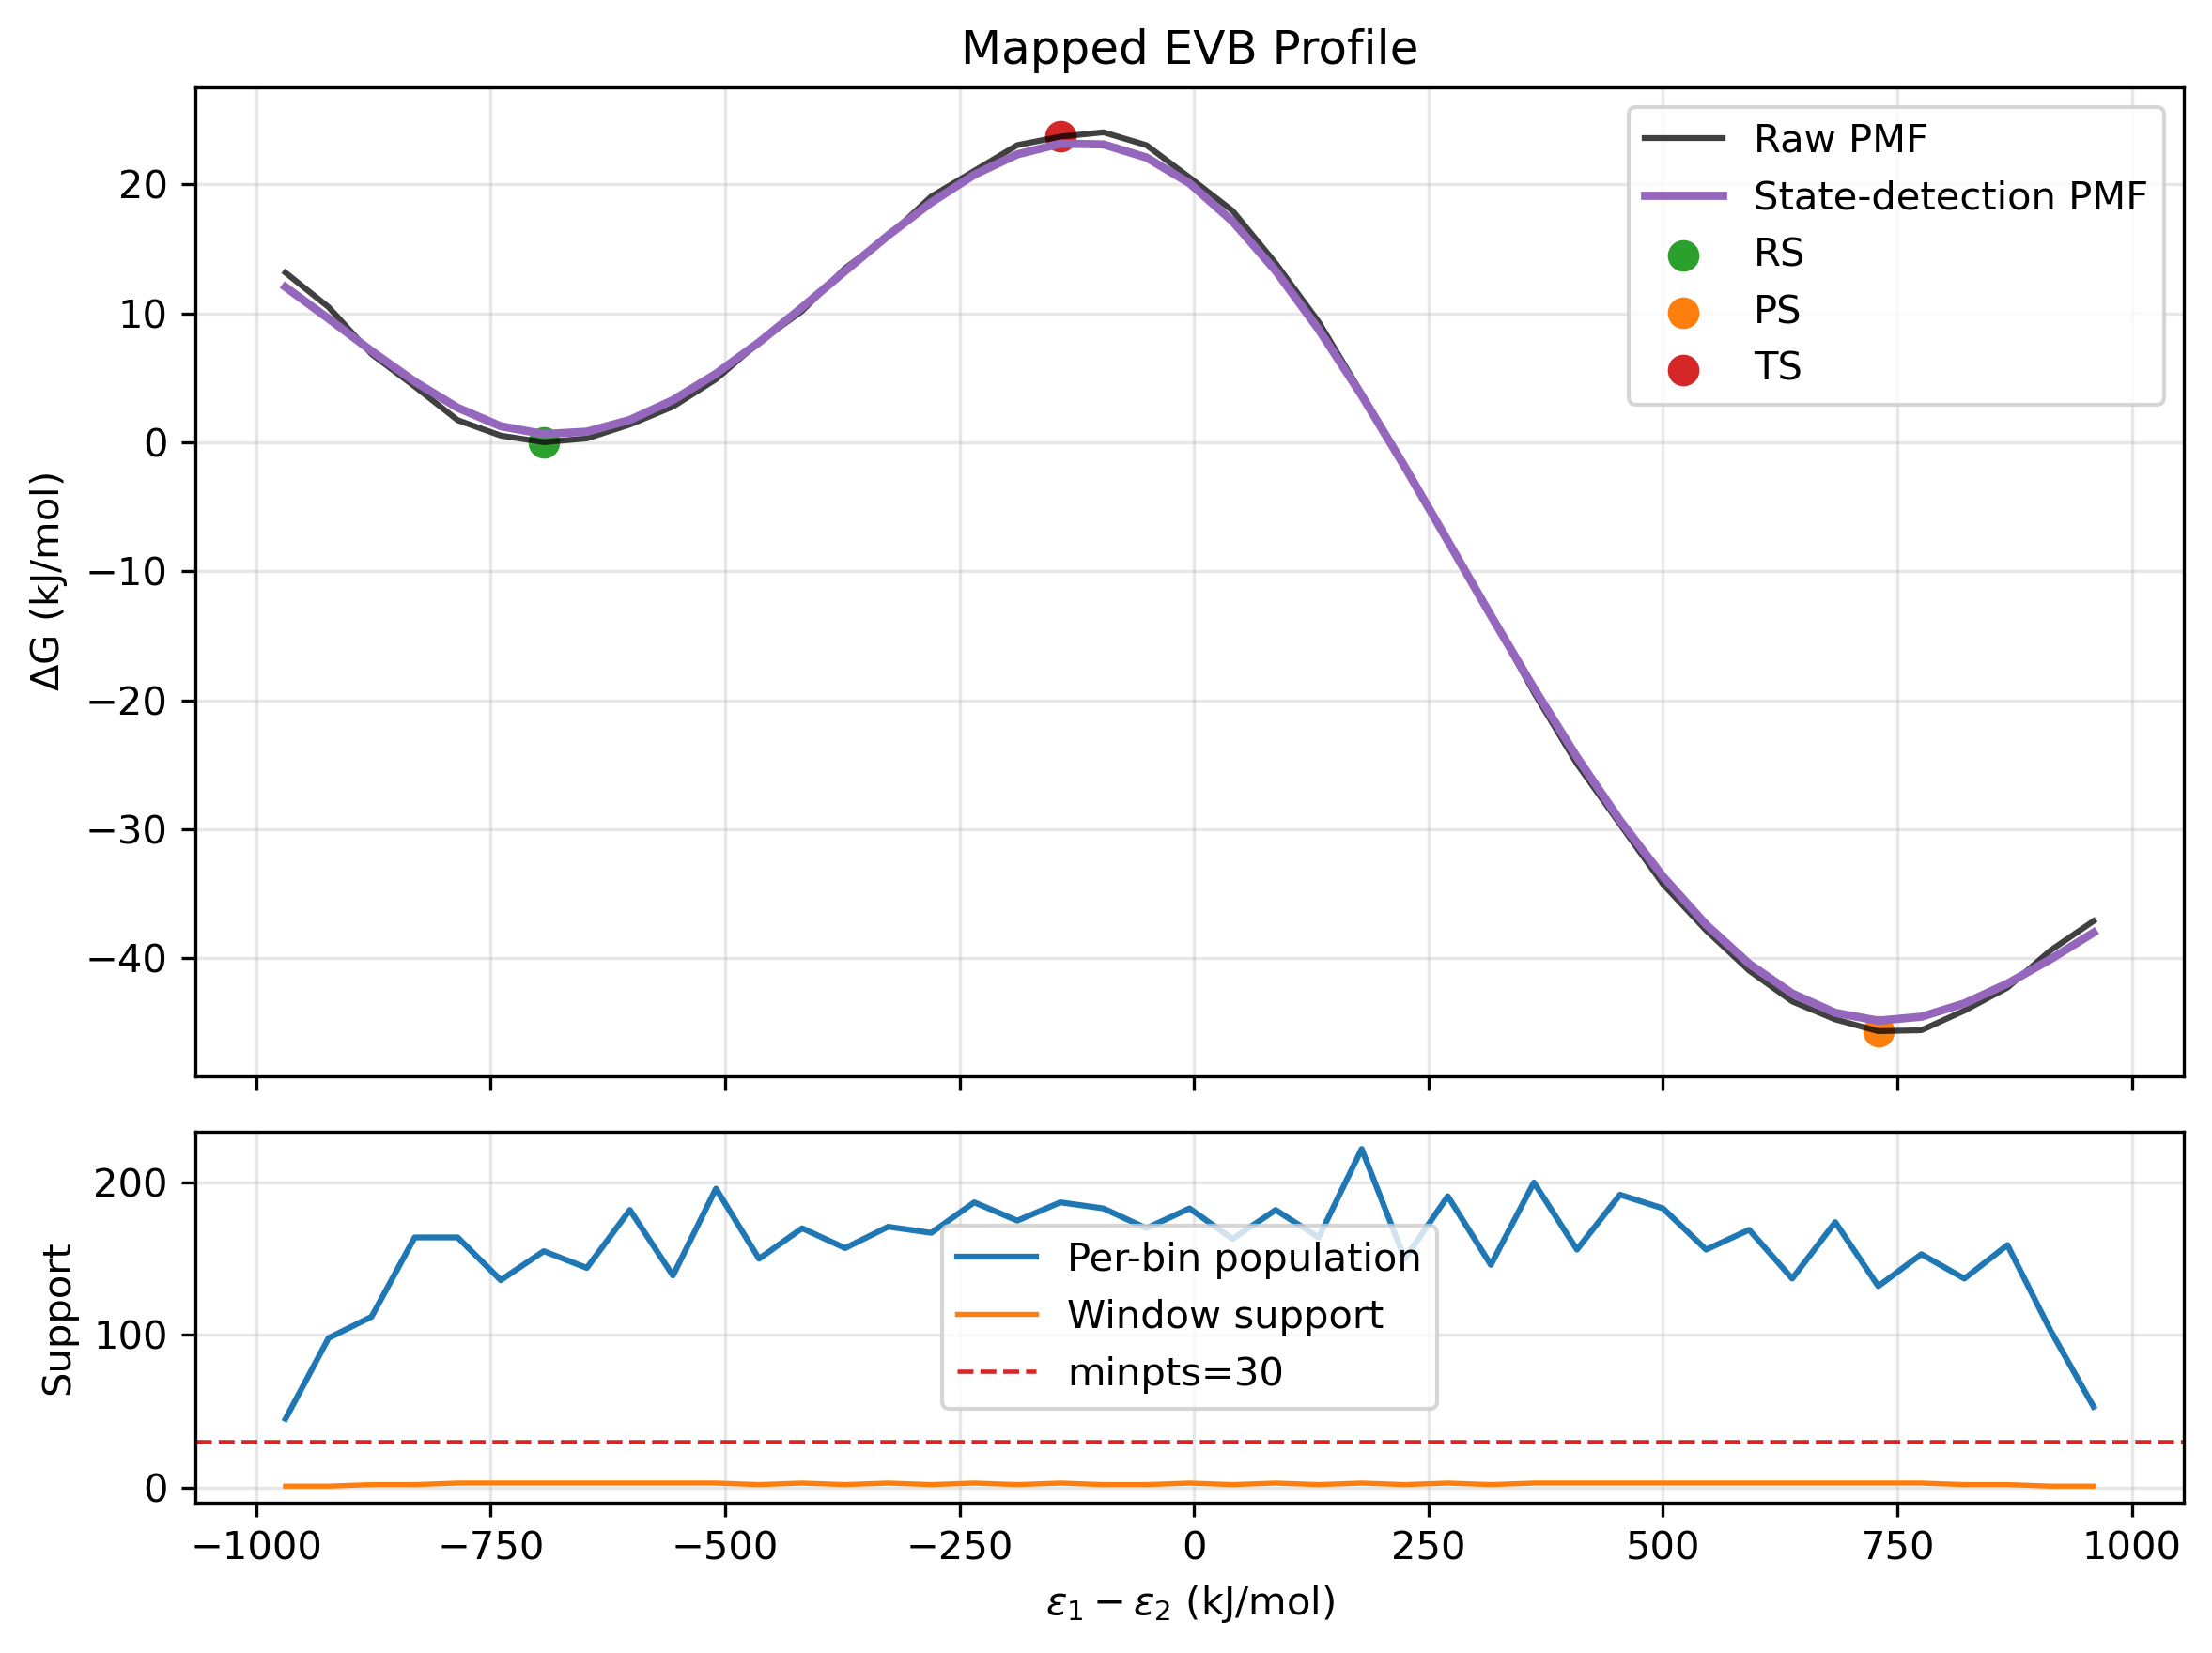 Mapped EVB Profile
Raw PMF
State-detection PMF
RS
PS
TS
20
10
0
−10
−20
−30
−40
ΔG (kJ/mol)
Per-bin population
Window support
minpts=30
200
100
0
Support
−1000 −750 −500 −250 0 250 500 750 1000
ε₁ − ε₂ (kJ/mol)